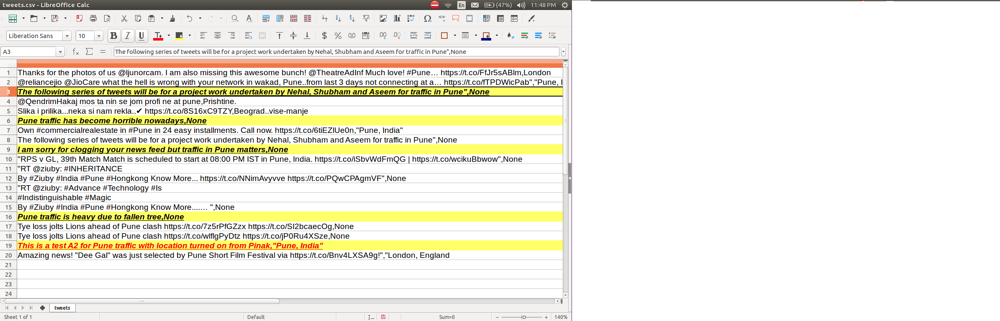 tweets.csv - LibreOffice Calc
En
(47%)
11:48 PM
Liberation Sans
10
A3
The following series of tweets will be for a project work undertaken by Nehal, Shubham and Aseem for traffic in Pune",None
1 Thanks for the photos of us @ljunorcam. I am also missing this awesome bunch! @TheatreAdInf Much love! #Pune… https://t.co/FfJr5sABlm,London
2 @reliancejio @JioCare what the hell is wrong with your network in wakad, Pune..from last 3 days not connecting at a… https://t.co/fTPDWicPab","Pune, I
3 The following series of tweets will be for a project work undertaken by Nehal, Shubham and Aseem for traffic in Pune",None
4 @QendrimHakaj mos ta nin se jom profi ne at pune,Prishtine.
5 Slika i prilika...neka si nam rekla..✔ https://t.co/8S16xC9TZY,Beograd..vise-manje
6 Pune traffic has become horrible nowadays,None
7 Own #commercialrealestate in #Pune in 24 easy installments. Call now. https://t.co/6tiEZlUe0n,"Pune, India"
8 The following series of tweets will be for a project work undertaken by Nehal, Shubham and Aseem for traffic in Pune",None
9 I am sorry for clogging your news feed but traffic in Pune matters,None
10 "RPS v GL, 39th Match Match is scheduled to start at 08:00 PM IST in Pune, India. https://t.co/iSbvWdFmQG | https://t.co/wcikuBbwow",None
11 "RT @ziuby: #INHERITANCE
12 By #Ziuby #India #Pune #Hongkong Know More... https://t.co/NNimAvyvve https://t.co/PQwCPAgmVF",None
13 "RT @ziuby: #Advance #Technology #Is
14 #Indistinguishable #Magic
15 By #Ziuby #India #Pune #Hongkong Know More....… ",None
16 Pune traffic is heavy due to fallen tree,None
17 Tye loss jolts Lions ahead of Pune clash https://t.co/7z5rPfGZzx https://t.co/SI2bcaecOg,None
18 Tye loss jolts Lions ahead of Pune clash https://t.co/wlflgPyDtz https://t.co/jP0Ru4XSze,None
19 This is a test A2 for Pune traffic with location turned on from Pinak,"Pune, India"
20 Amazing news! "Dee Gal" was just selected by Pune Short Film Festival via https://t.co/Bnv4LXSA9g!","London, England
21
22
23
24
tweets
Sheet 1 of 1
Default
Sum=0
140%